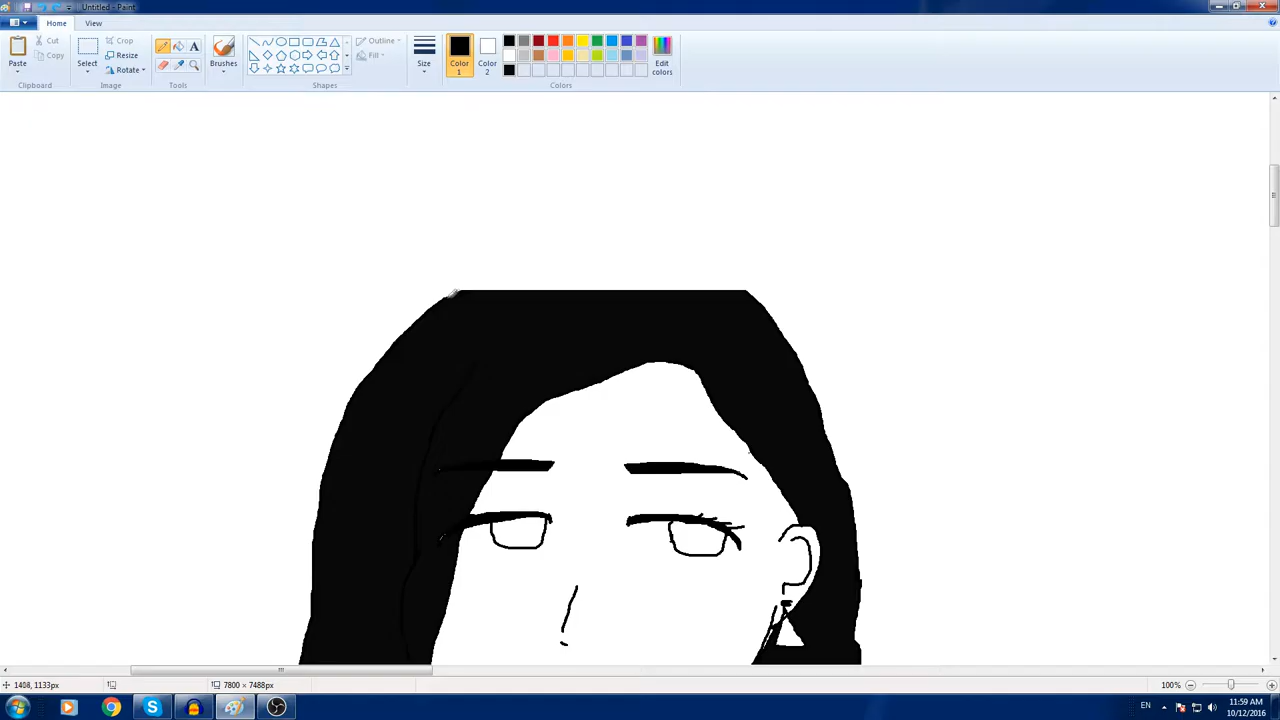 Untitled - Paint
Home
View
Paste
Cut
Copy
Clipboard
Select
Crop
Resize
Rotate
Image
A
Tools
Brushes
Outline
Fill
Shapes
Size
Color
1
Color
2
Edit
colors
Colors
1408, 1133px
7800 × 7488px
100%
EN
11:59 AM
10/12/2016